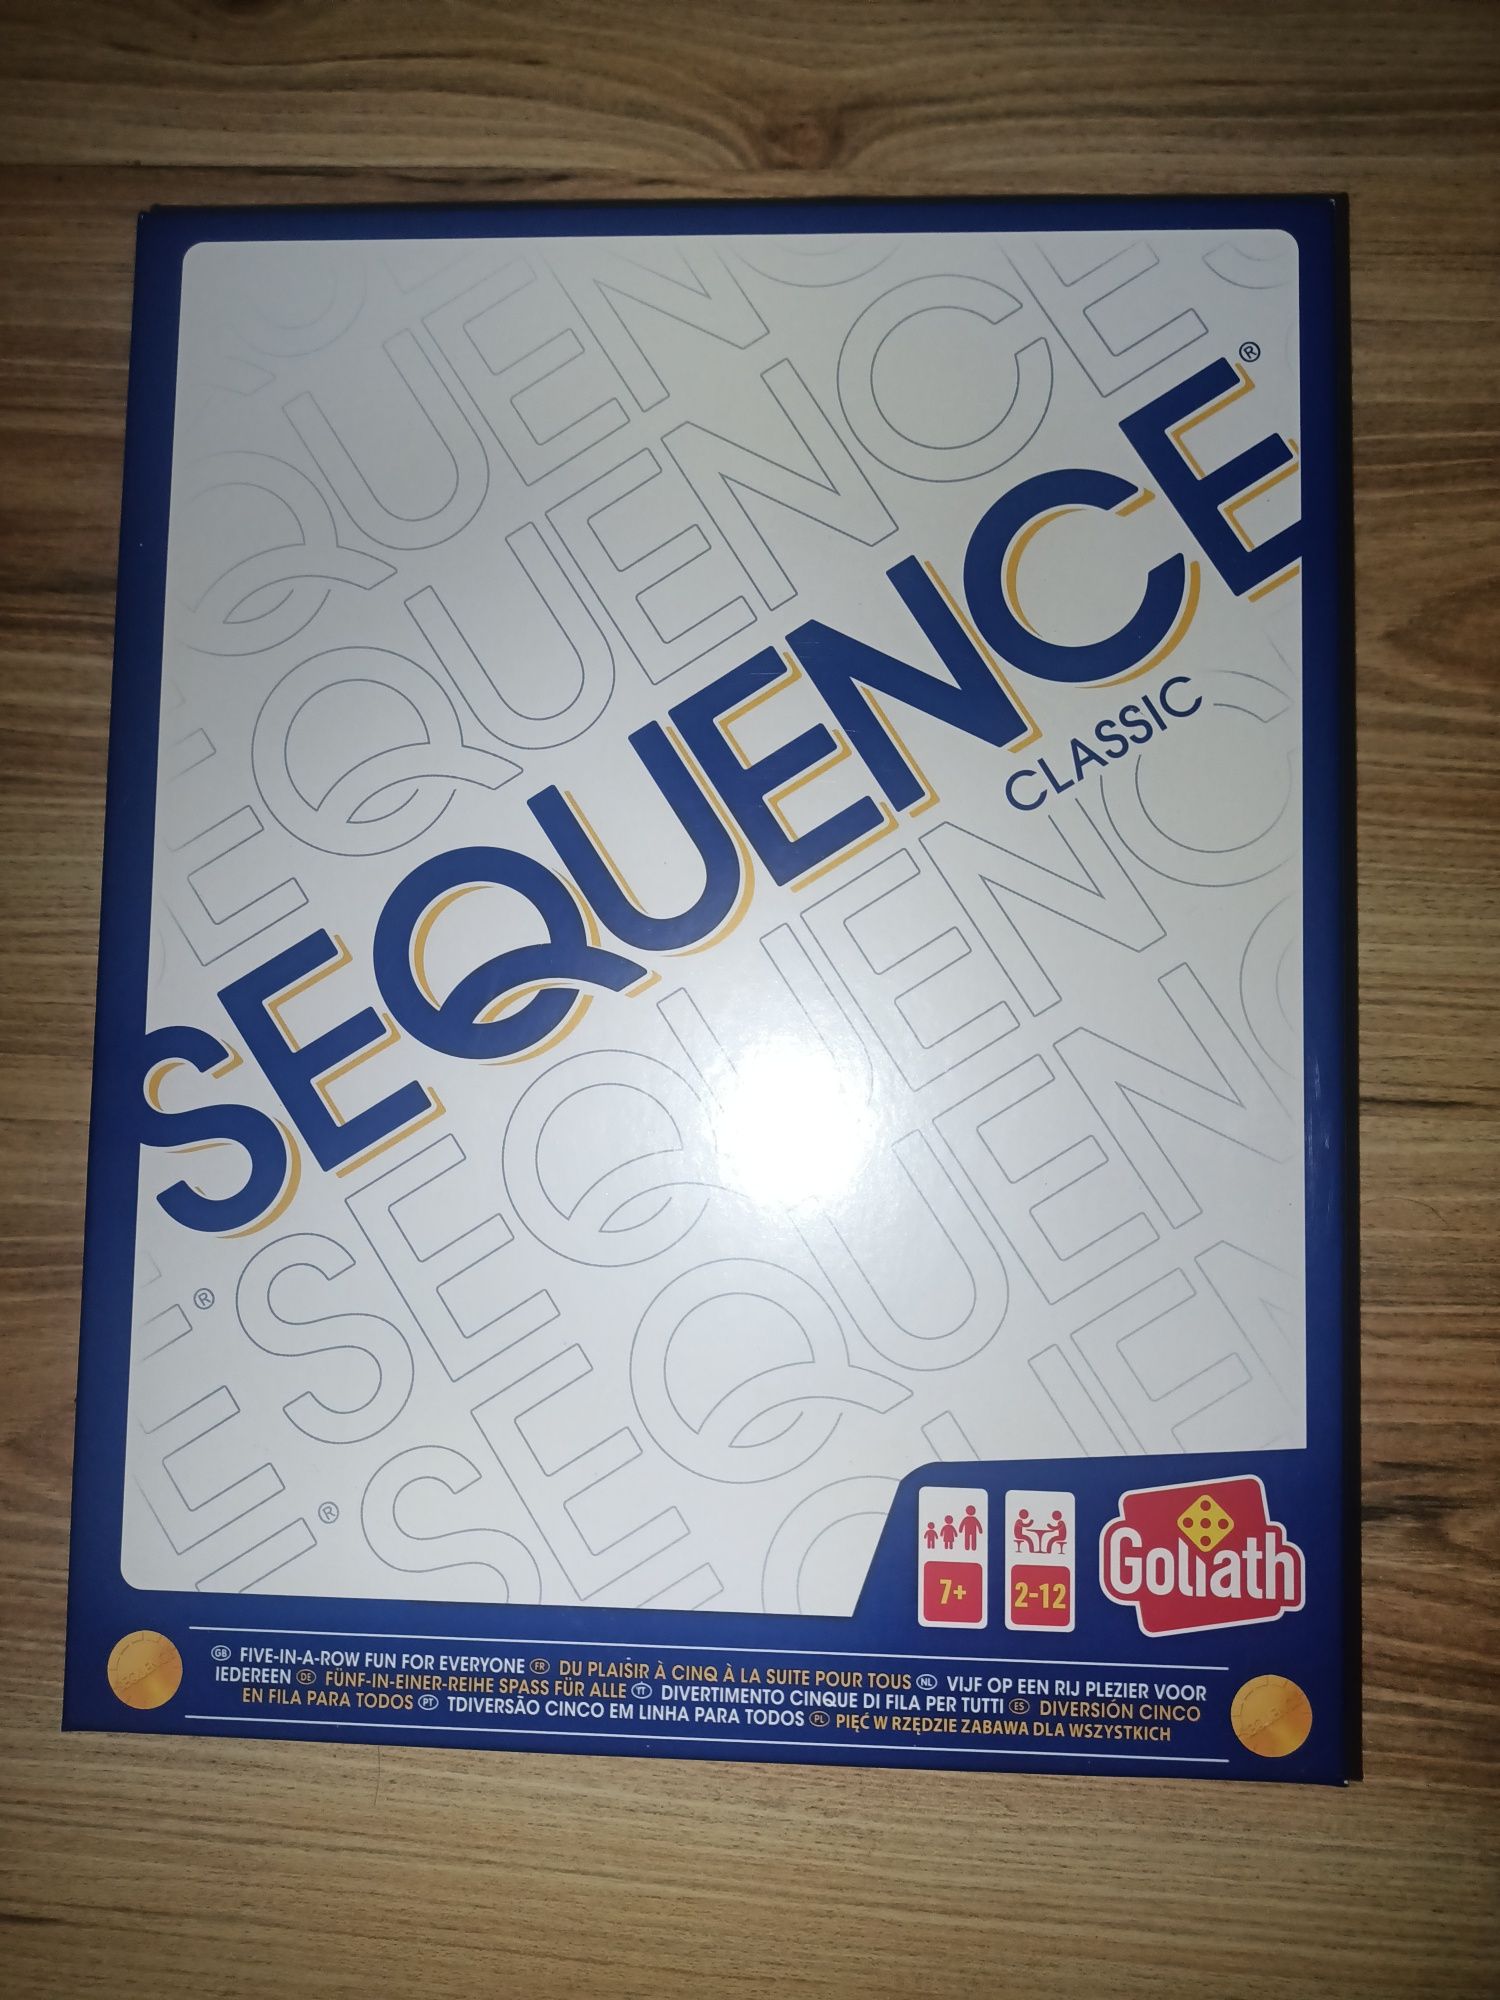 SEQUENCE®
CLASSIC
7+
2-12
Goliath
GB FIVE-IN-A-ROW FUN FOR EVERYONE FR DU PLAISIR À CINQ À LA SUITE POUR TOUS NL VIJF OP EEN RIJ PLEZIER VOOR
IEDEREEN DE FÜNF-IN-EINER-REIHE SPASS FÜR ALLE IT DIVERTIMENTO CINQUE DI FILA PER TUTTI ES DIVERSIÓN CINCO
EN FILA PARA TODOS PT TDIVERSÃO CINCO EM LINHA PARA TODOS PL PIĘĆ W RZĘDZIE ZABAWA DLA WSZYSTKICH